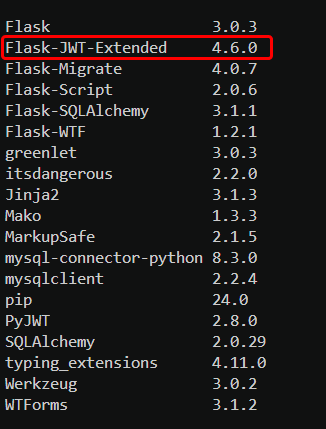 Flask 3.0.3
Flask-JWT-Extended 4.6.0
Flask-Migrate 4.0.7
Flask-Script 2.0.6
Flask-SQLAlchemy 3.1.1
Flask-WTF 1.2.1
greenlet 3.0.3
itsdangerous 2.2.0
Jinja2 3.1.3
Mako 1.3.3
MarkupSafe 2.1.5
mysql-connector-python 8.3.0
mysqlclient 2.2.4
pip 24.0
PyJWT 2.8.0
SQLAlchemy 2.0.29
typing_extensions 4.11.0
Werkzeug 3.0.2
WTForms 3.1.2